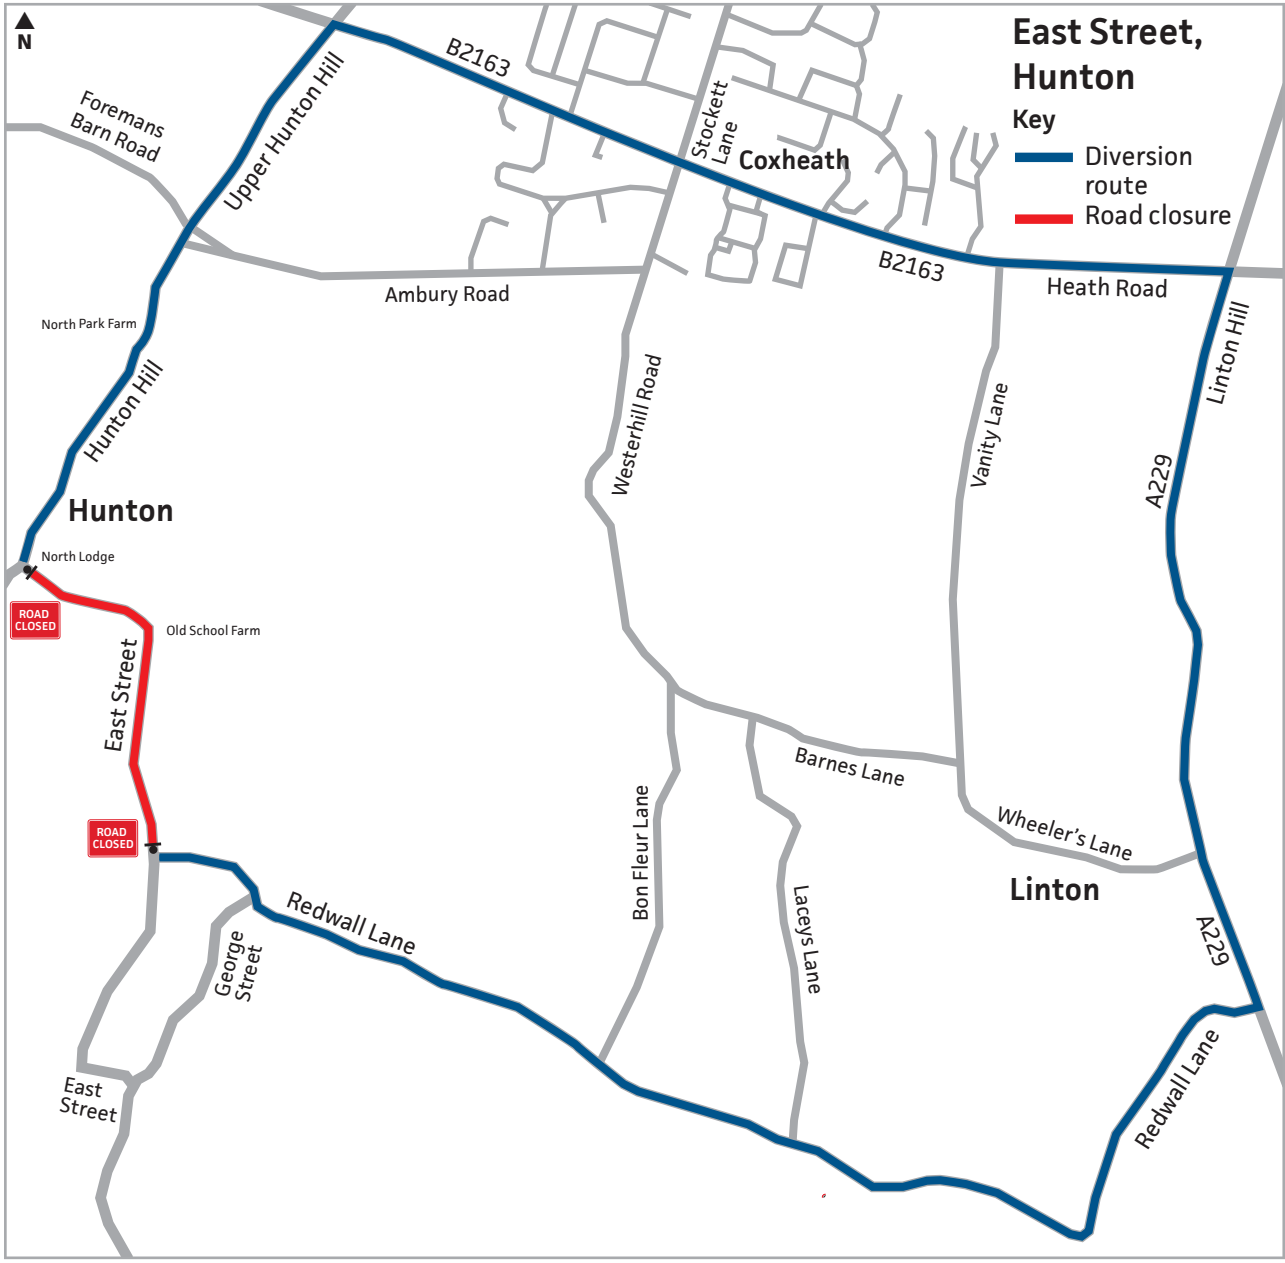 N
East Street,
Hunton
Key
Diversion
route
Road closure
B2163
Foremans
Barn Road
Upper Hunton Hill
Stockett
Lane
Coxheath
B2163
Heath Road
Ambury Road
Linton Hill
North Park Farm
Hunton Hill
Westerhill Road
Vanity Lane
A229
Hunton
North Lodge
ROAD
CLOSED
Old School Farm
East Street
Barnes Lane
ROAD
CLOSED
Bon Fleur Lane
Wheeler's Lane
Linton
Redwall Lane
George
Street
Laceys Lane
A229
East
Street
Redwall Lane